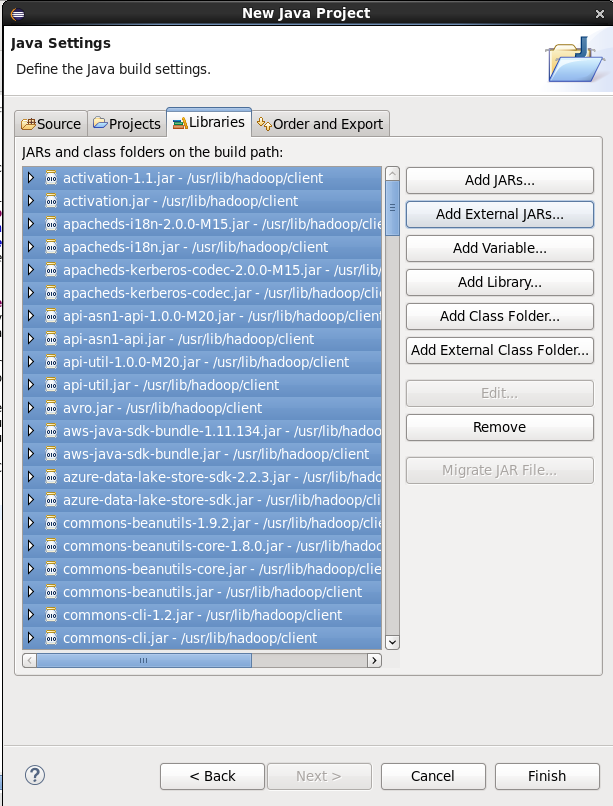 New Java Project
Java Settings
Define the Java build settings.
Source Projects Libraries Order and Export
JARs and class folders on the build path:
activation-1.1.jar - /usr/lib/hadoop/client
activation.jar - /usr/lib/hadoop/client
apacheds-i18n-2.0.0-M15.jar - /usr/lib/hadoop/clie
apacheds-i18n.jar - /usr/lib/hadoop/client
apacheds-kerberos-codec-2.0.0-M15.jar - /usr/lib/
apacheds-kerberos-codec.jar - /usr/lib/hadoop/clie
api-asn1-api-1.0.0-M20.jar - /usr/lib/hadoop/client
api-asn1-api.jar - /usr/lib/hadoop/client
api-util-1.0.0-M20.jar - /usr/lib/hadoop/client
api-util.jar - /usr/lib/hadoop/client
avro.jar - /usr/lib/hadoop/client
aws-java-sdk-bundle-1.11.134.jar - /usr/lib/hadoo
aws-java-sdk-bundle.jar - /usr/lib/hadoop/client
azure-data-lake-store-sdk-2.2.3.jar - /usr/lib/hado
azure-data-lake-store-sdk.jar - /usr/lib/hadoop/cli
commons-beanutils-1.9.2.jar - /usr/lib/hadoop/clie
commons-beanutils-core-1.8.0.jar - /usr/lib/hadoo
commons-beanutils-core.jar - /usr/lib/hadoop/clie
commons-beanutils.jar - /usr/lib/hadoop/client
commons-cli-1.2.jar - /usr/lib/hadoop/client
commons-cli.jar - /usr/lib/hadoop/client
Add JARs...
Add External JARs...
Add Variable...
Add Library...
Add Class Folder...
Add External Class Folder...
Edit...
Remove
Migrate JAR File...
? < Back Next > Cancel Finish